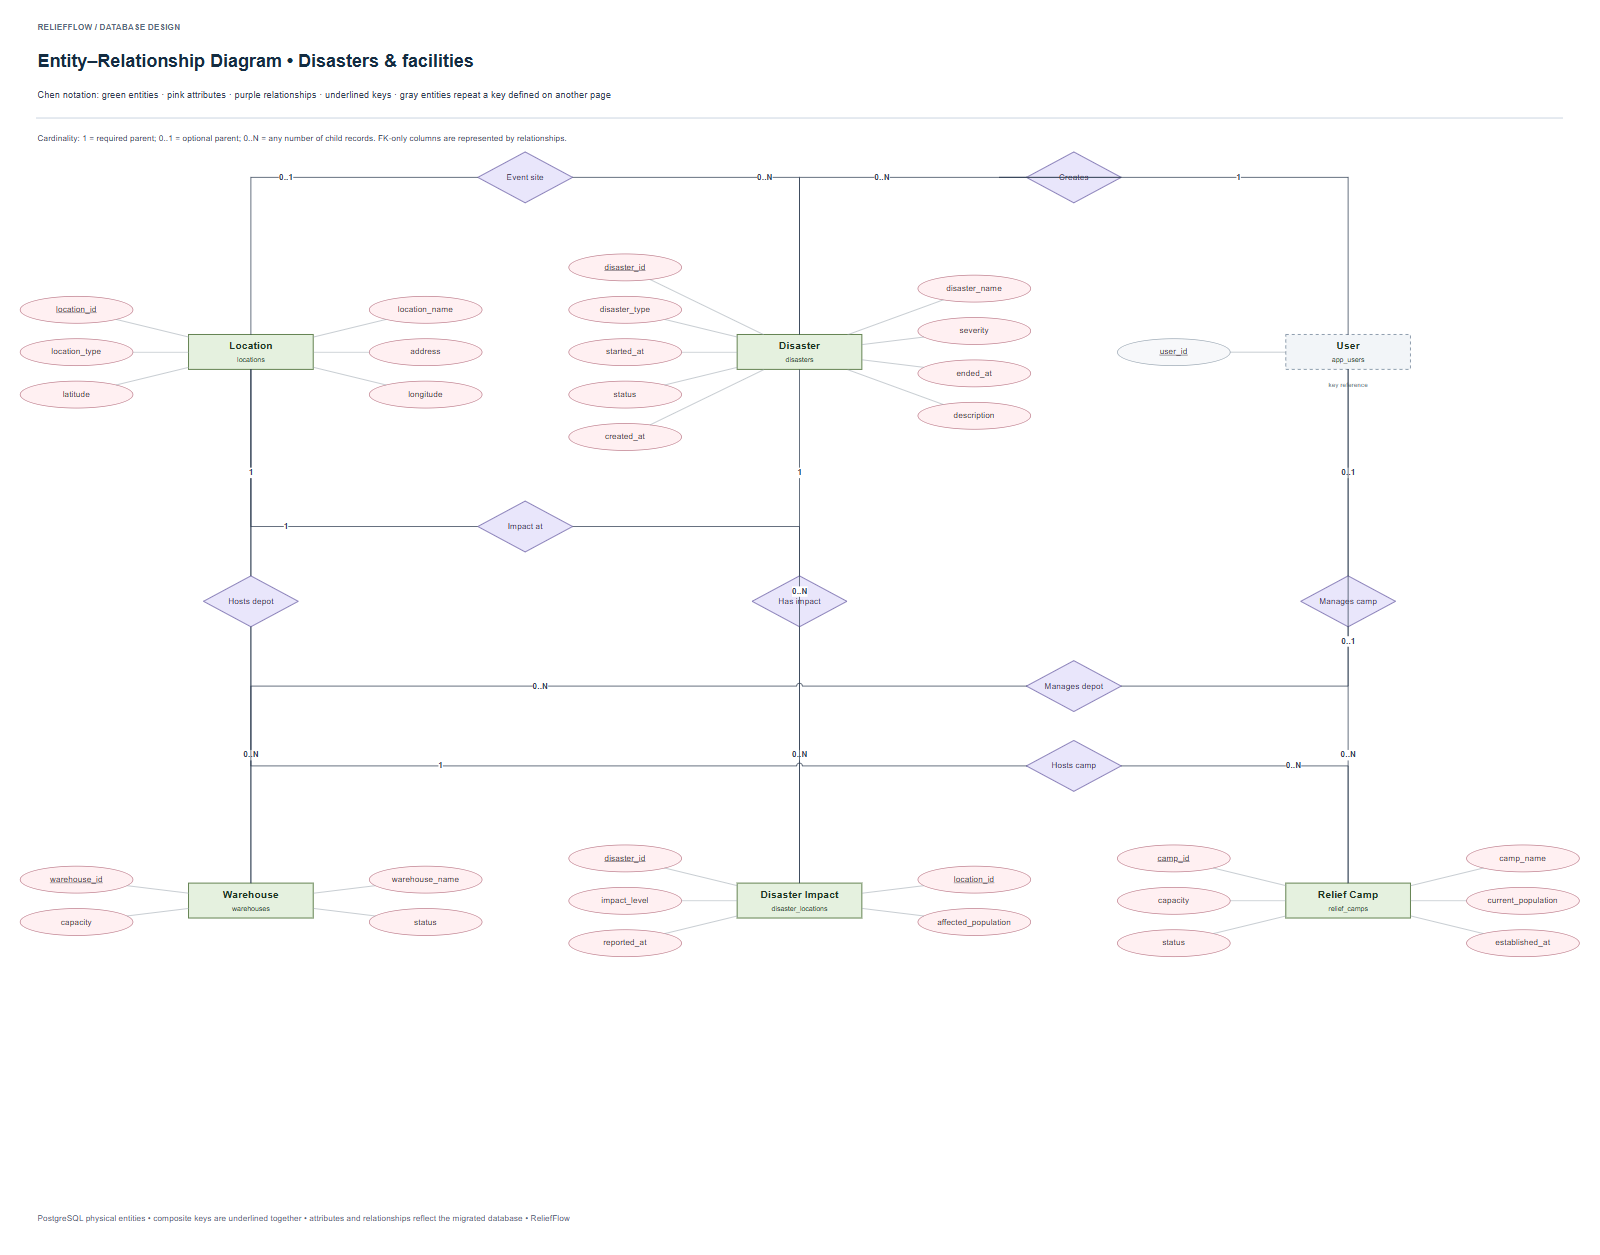 RELIEFFLOW / DATABASE DESIGN
Entity–Relationship Diagram • Disasters & facilities
Chen notation: green entities · pink attributes · purple relationships · underlined keys · gray entities repeat a key defined on another page
Cardinality: 1 = required parent; 0..1 = optional parent; 0..N = any number of child records. FK-only columns are represented by relationships.
0..1
Event site
0..N
0..N
Creates
1
location_id
location_type
latitude
Location
locations
location_name
address
longitude
disaster_id
disaster_type
started_at
status
created_at
Disaster
disasters
disaster_name
severity
ended_at
description
user_id
User
app_users
key reference
1
1
0..1
1
Impact at
Hosts depot
0..N
Has impact
Manages camp
0..1
0..N
Manages depot
0..N
0..N
0..N
1
Hosts camp
0..N
warehouse_id
capacity
Warehouse
warehouses
warehouse_name
status
disaster_id
impact_level
reported_at
Disaster Impact
disaster_locations
location_id
affected_population
camp_id
capacity
status
Relief Camp
relief_camps
camp_name
current_population
established_at
PostgreSQL physical entities • composite keys are underlined together • attributes and relationships reflect the migrated database • ReliefFlow